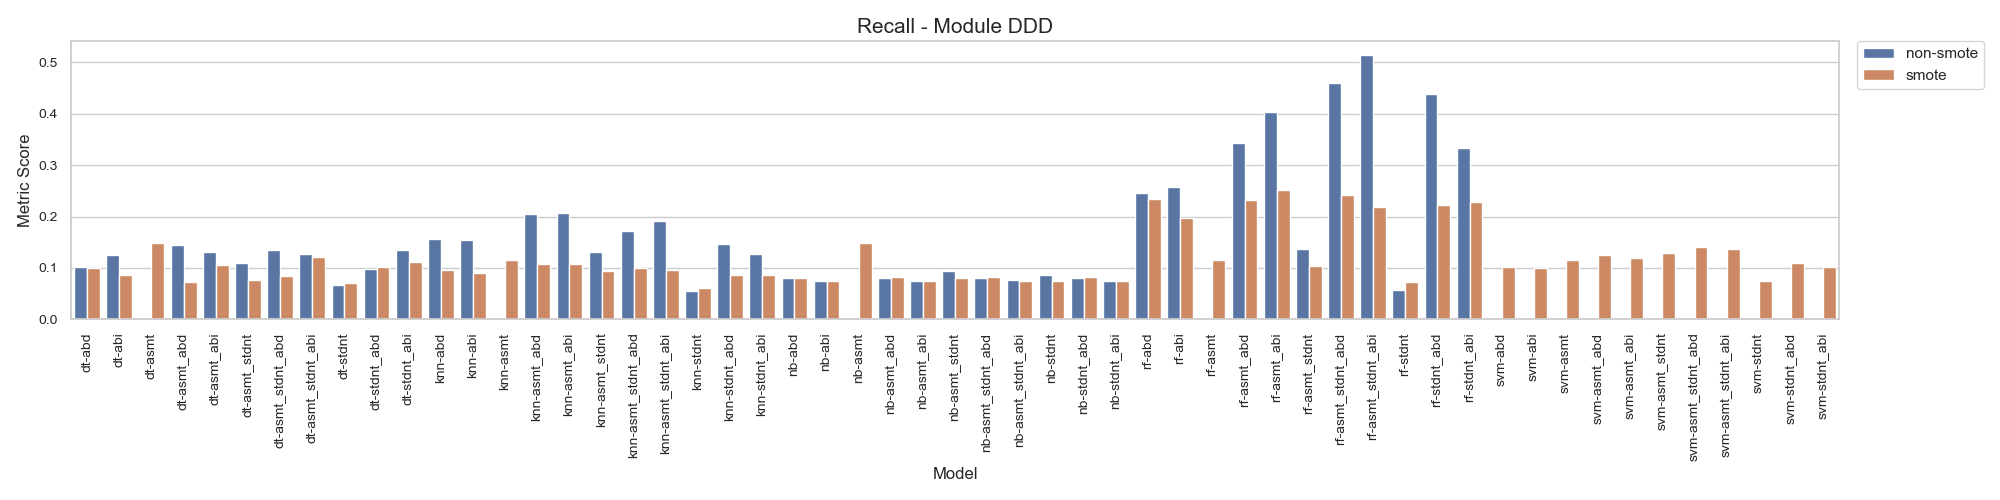 Recall - Module DDD
non-smote
smote
Metric Score
0.5
0.4
0.3
0.2
0.1
0.0
dt-abd
dt-abi
dt-asmt
dt-asmt_abd
dt-asmt_abi
dt-asmt_stdnt
dt-asmt_stdnt_abd
dt-asmt_stdnt_abi
dt-stdnt
dt-stdnt_abd
dt-stdnt_abi
knn-abd
knn-abi
knn-asmt
knn-asmt_abd
knn-asmt_abi
knn-asmt_stdnt
knn-asmt_stdnt_abd
knn-asmt_stdnt_abi
knn-stdnt
knn-stdnt_abd
knn-stdnt_abi
nb-abd
nb-abi
nb-asmt
nb-asmt_abd
nb-asmt_abi
nb-asmt_stdnt
nb-asmt_stdnt_abd
nb-asmt_stdnt_abi
nb-stdnt
nb-stdnt_abd
nb-stdnt_abi
rf-abd
rf-abi
rf-asmt
rf-asmt_abd
rf-asmt_abi
rf-asmt_stdnt
rf-asmt_stdnt_abd
rf-asmt_stdnt_abi
rf-stdnt
rf-stdnt_abd
rf-stdnt_abi
svm-abd
svm-abi
svm-asmt
svm-asmt_abd
svm-asmt_abi
svm-asmt_stdnt
svm-asmt_stdnt_abd
svm-asmt_stdnt_abi
svm-stdnt
svm-stdnt_abd
svm-stdnt_abi
Model